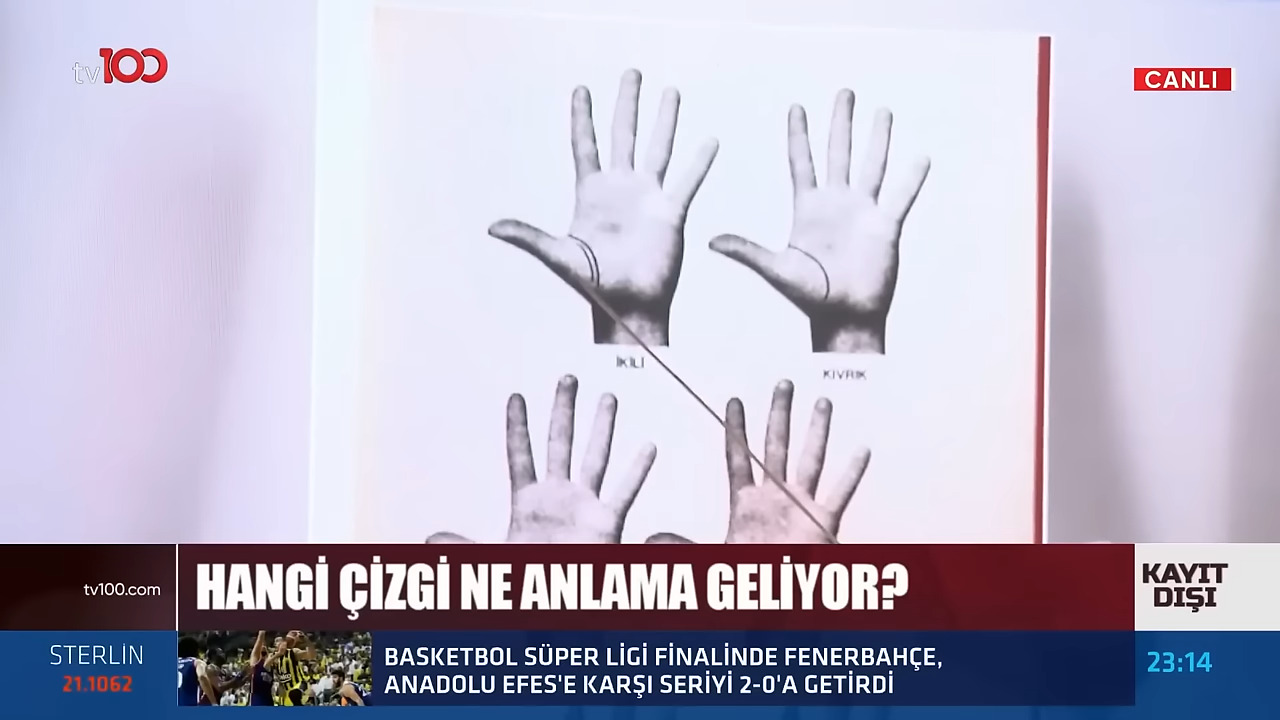 tv100
CANLI
İKİLİ
KIVRIK
tv100.com
HANGİ ÇİZGİ NE ANLAMA GELİYOR?
KAYIT
DIŞI
STERLİN
21.1062
BASKETBOL SÜPER LİGİ FİNALİNDE FENERBAHÇE,
ANADOLU EFES'E KARŞI SERİYİ 2-0'A GETİRDİ
23:14